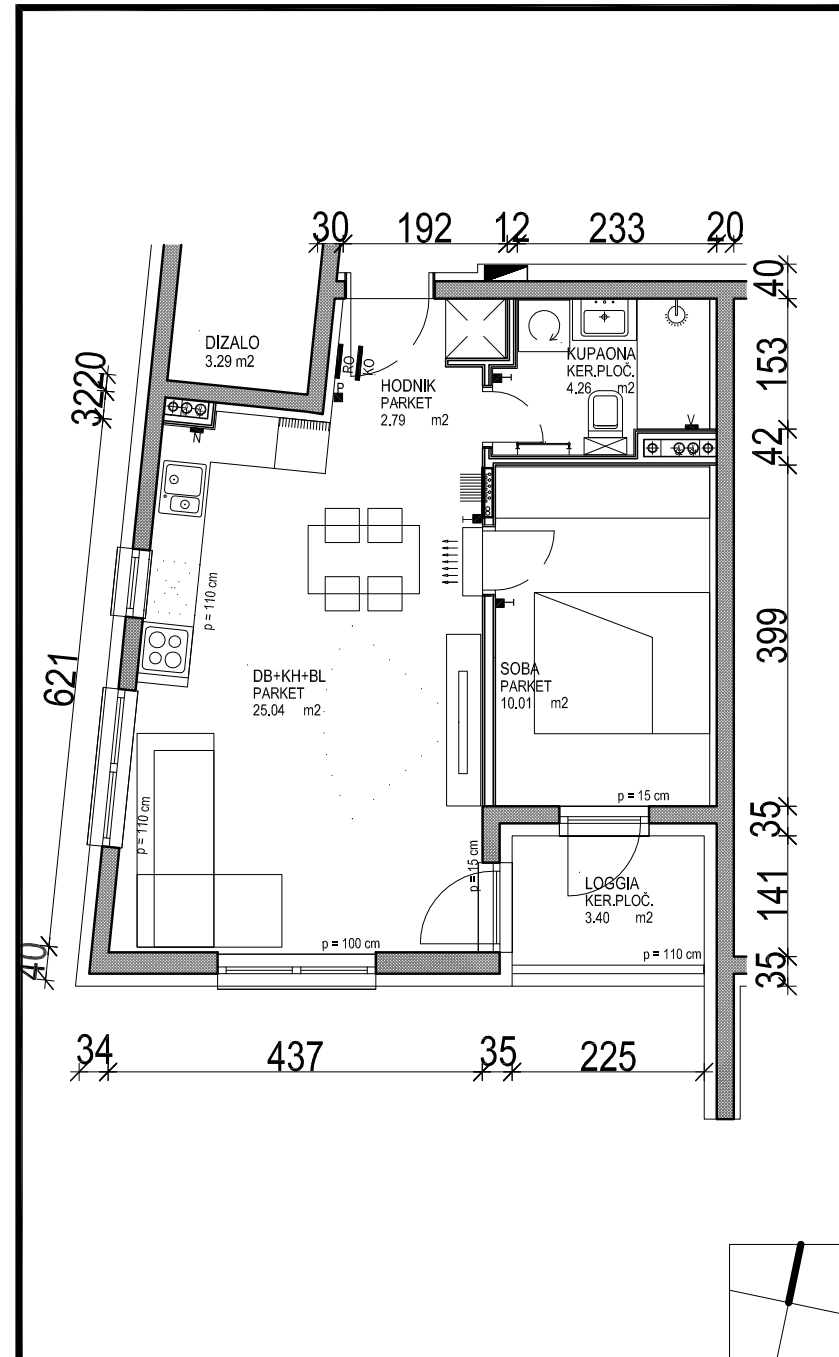 30 192 12 233 20
40
153
42
399
35
141
35
3220
621
40
DIZALO
3.29 m2
RO
KO
P
HODNIK
PARKET
2.79 m2
KUPAONA
KER.PLOČ.
4.26 m2
V
N
p = 110 cm
DB+KH+BL
PARKET
25.04 m2
SOBA
PARKET
10.01 m2
p = 15 cm
p = 110 cm
p = 15 cm
LOGGIA
KER.PLOČ.
3.40 m2
p = 100 cm
p = 110 cm
34 437 35 225